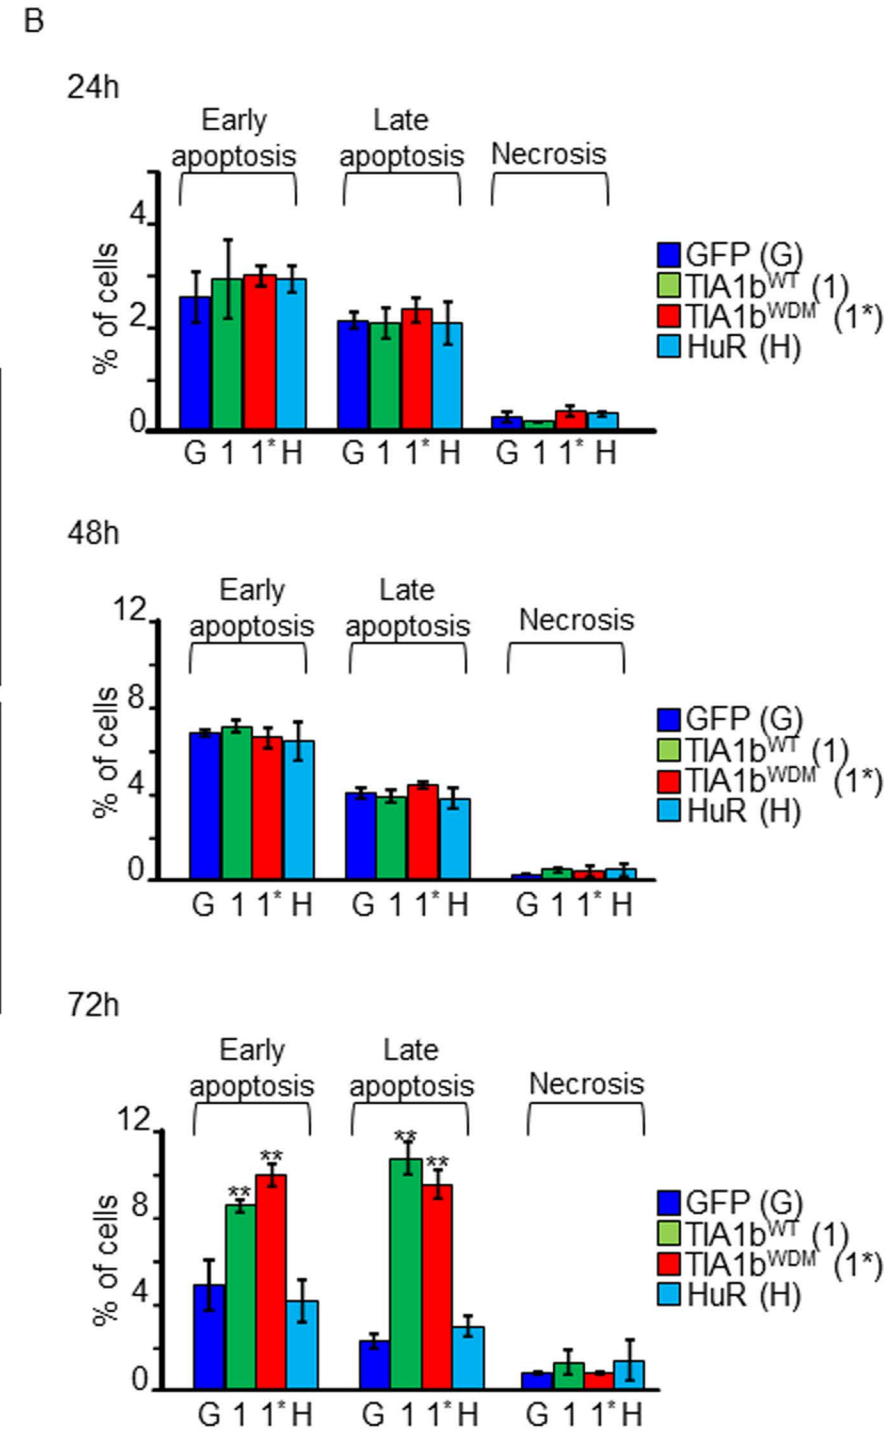 B
24h
Early apoptosis
Late apoptosis
Necrosis
% of cells
4
2
0
G 1 1* H
G 1 1* H
G 1 1* H
GFP (G)
TIA1bWT (1)
TIA1bWDM (1*)
HuR (H)
48h
Early apoptosis
Late apoptosis
Necrosis
% of cells
12
8
4
0
G 1 1* H
G 1 1* H
G 1 1* H
GFP (G)
TIA1bWT (1)
TIA1bWDM (1*)
HuR (H)
72h
Early apoptosis
Late apoptosis
Necrosis
% of cells
12
8
4
0
**
**
**
**
G 1 1* H
G 1 1* H
G 1 1* H
GFP (G)
TIA1bWT (1)
TIA1bWDM (1*)
HuR (H)